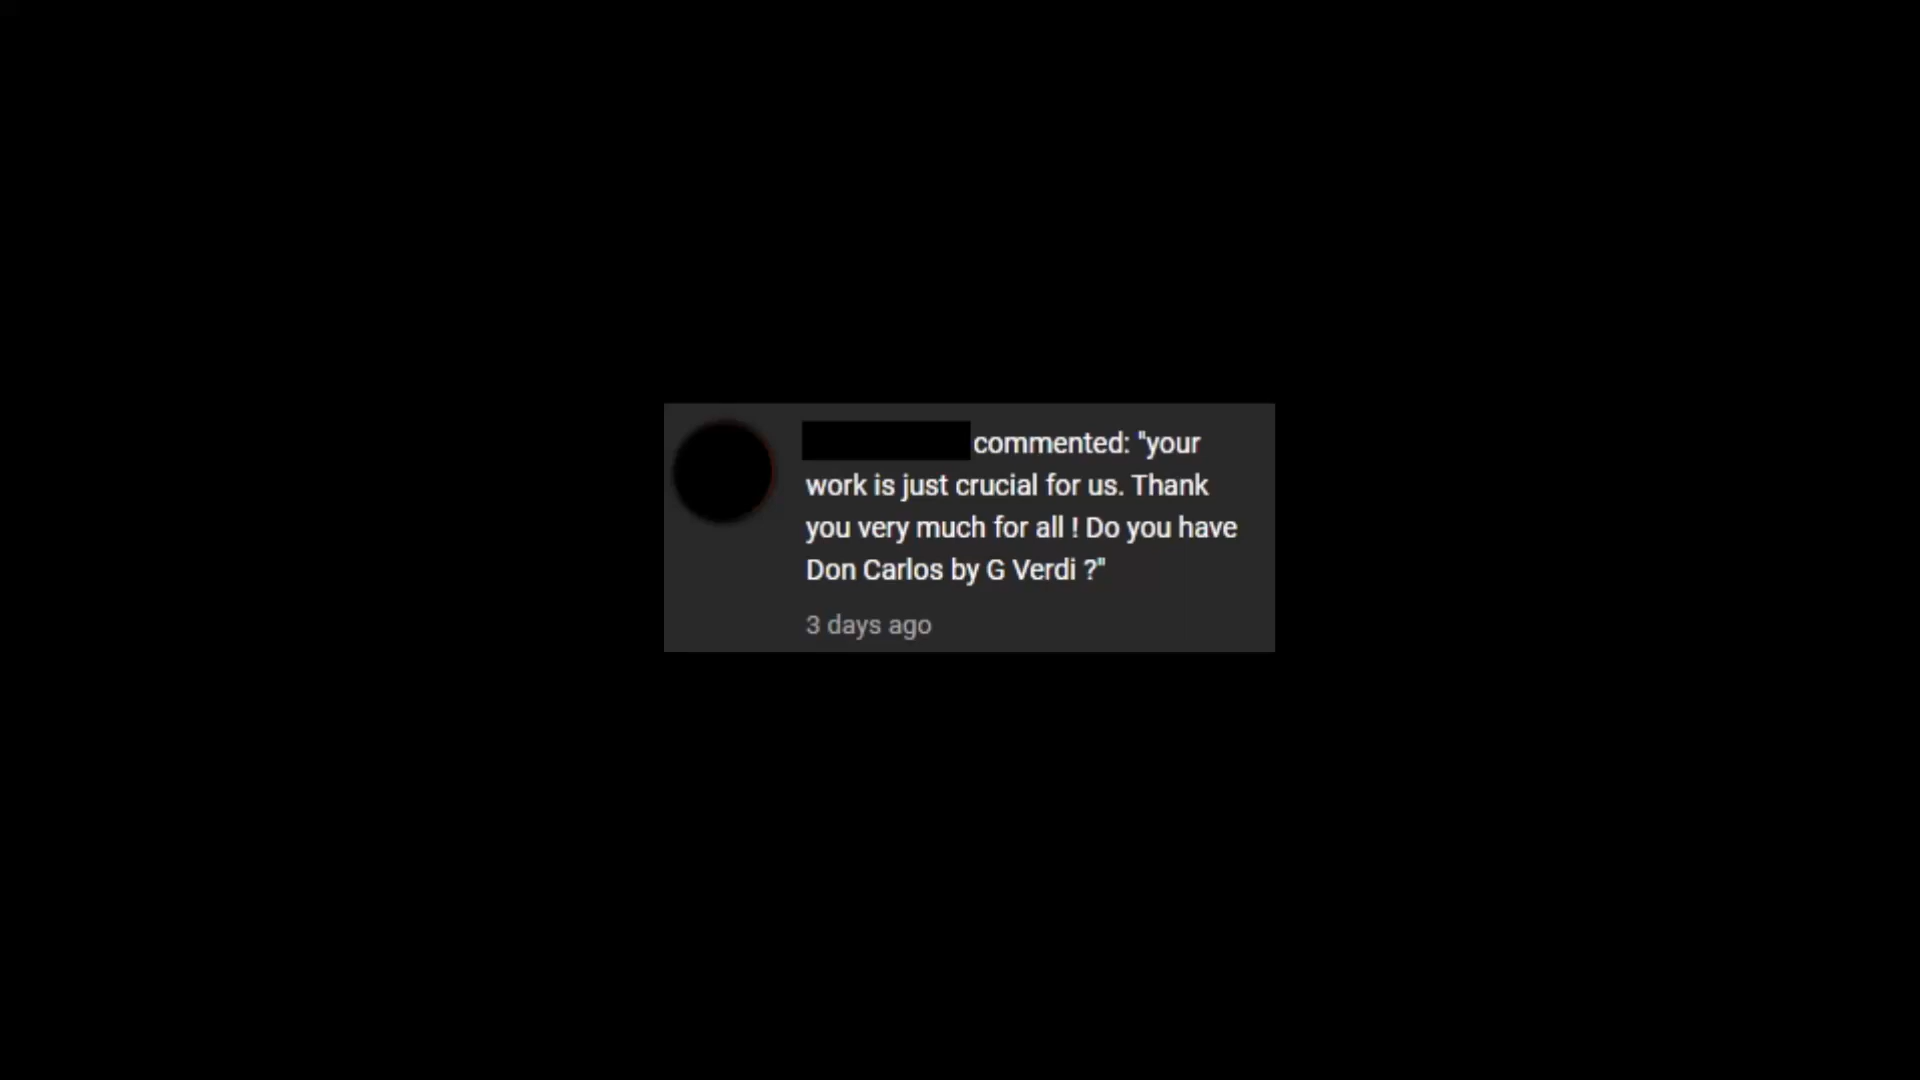 commented: "your
work is just crucial for us. Thank
you very much for all ! Do you have
Don Carlos by G Verdi ?"
3 days ago